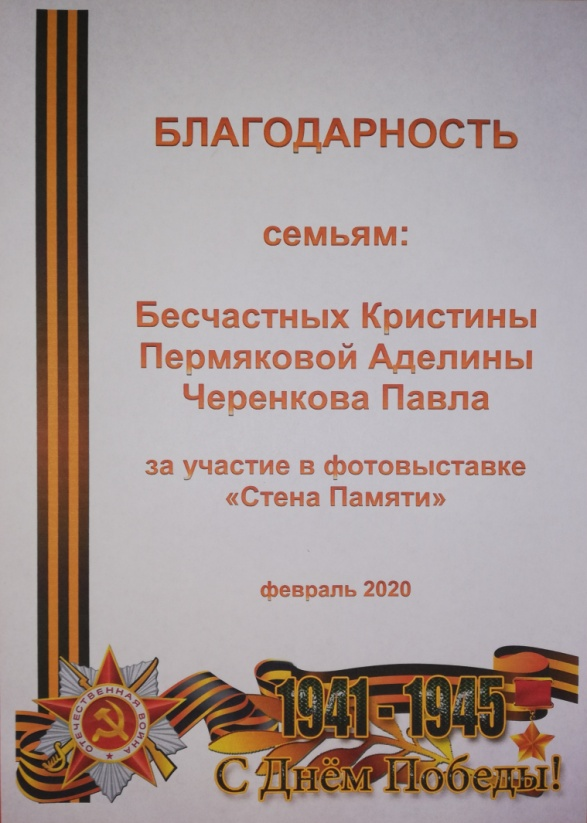 БЛАГОДАРНОСТЬ
семьям:
Бесчастных Кристины
Пермяковой Аделины
Черенкова Павла
за участие в фотовыставке
«Стена Памяти»
февраль 2020
ОТЕЧЕСТВЕННАЯ ВОЙНА
1941 - 1945
С Днём Победы!